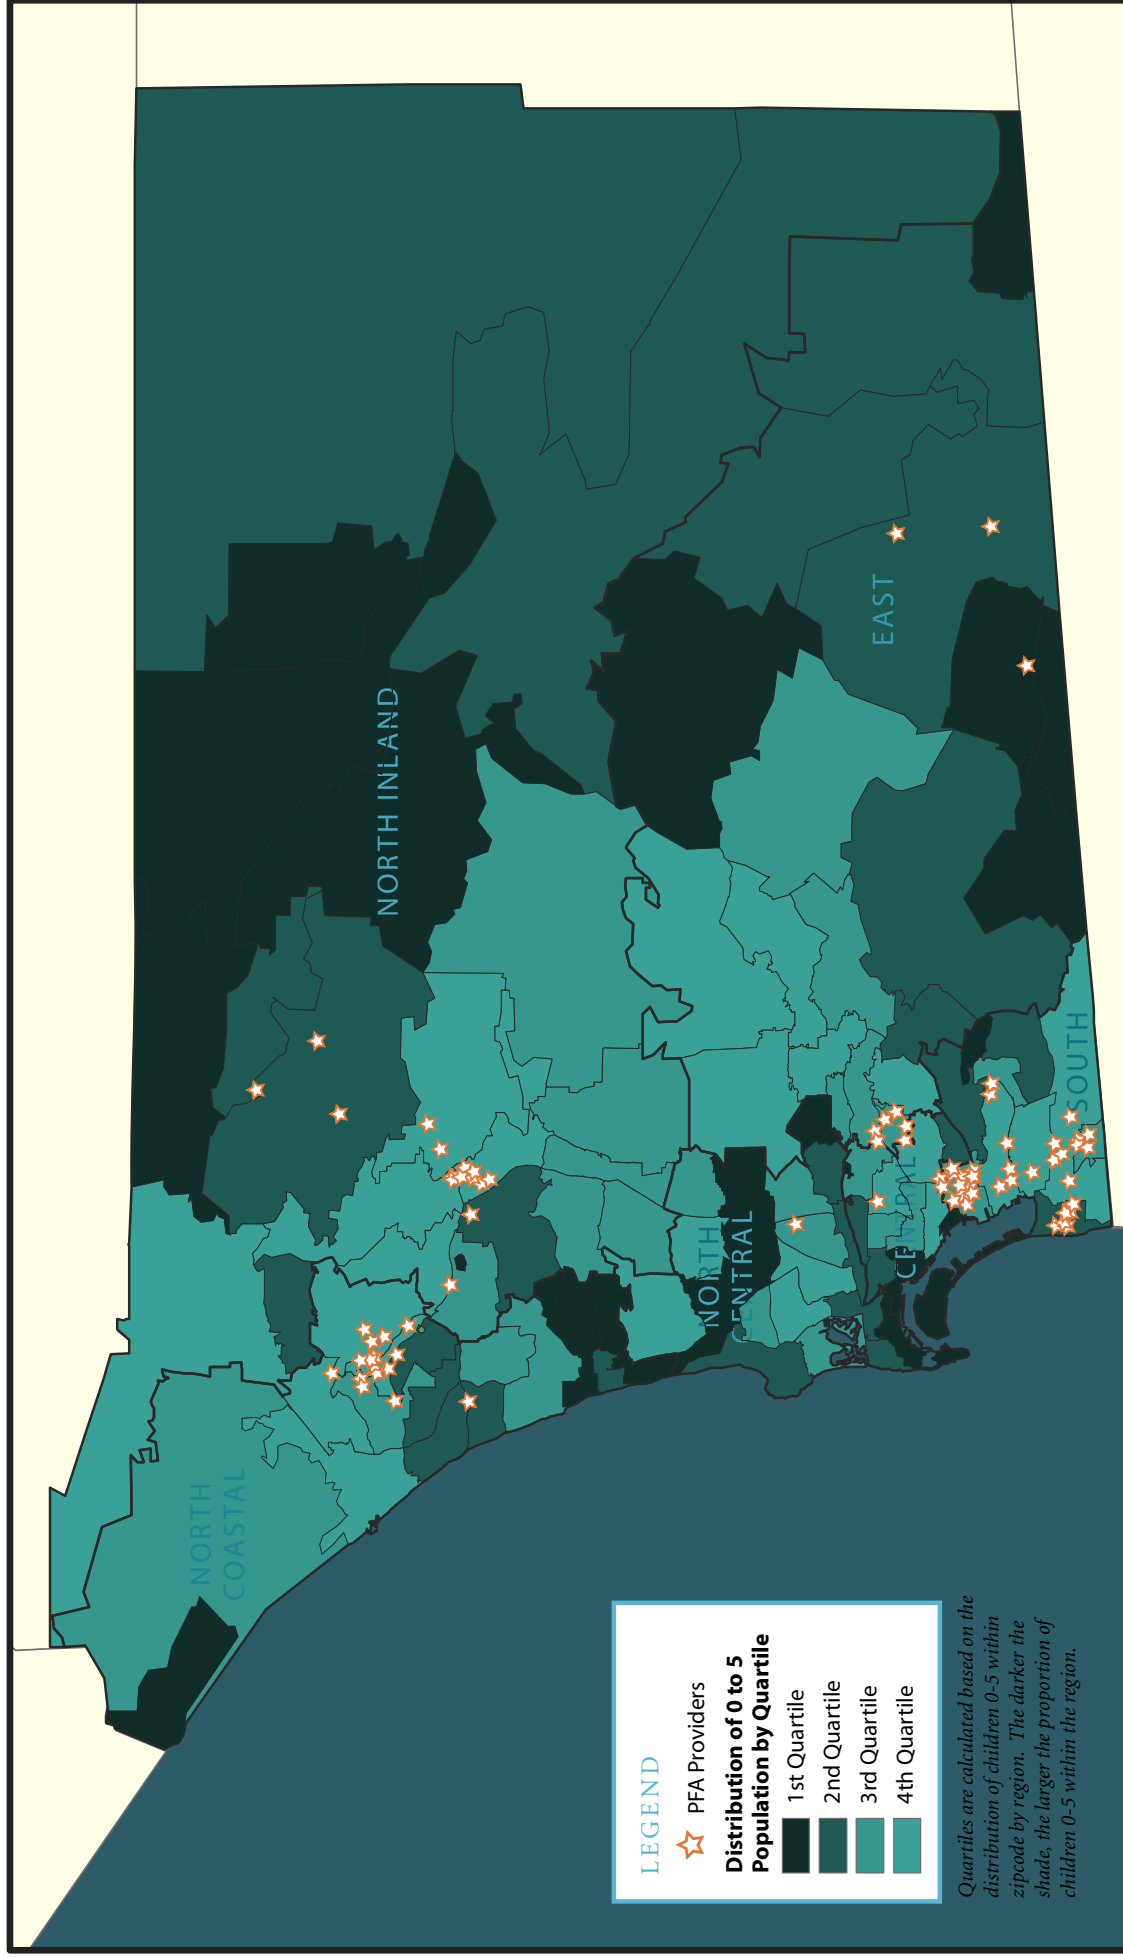 NORTH
COASTAL
NORTH INLAND
NORTH
CENTRAL
CENTRAL
EAST
SOUTH
LEGEND
PFA Providers
Distribution of 0 to 5
Population by Quartile
1st Quartile
2nd Quartile
3rd Quartile
4th Quartile
Quartiles are calculated based on the
distribution of children 0-5 within
zipcode by region. The darker the
shade, the larger the proportion of
children 0-5 within the region.